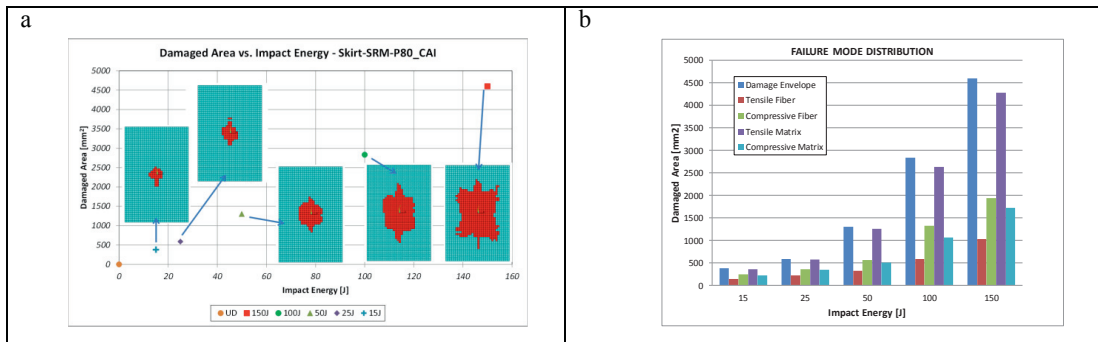 a
Damaged Area vs. Impact Energy - Skirt-SRM-P80_CAI
Damaged Area [mm²]
5000
4500
4000
3500
3000
2500
2000
1500
1000
500
0
0 20 40 60 80 100 120 140 160
Impact Energy [J]
UD 150J 100J 50J 25J 15J
b
FAILURE MODE DISTRIBUTION
Damaged Area [mm2]
5000
4500
4000
3500
3000
2500
2000
1500
1000
500
0
Damage Envelope
Tensile Fiber
Compressive Fiber
Tensile Matrix
Compressive Matrix
15 25 50 100 150
Impact Energy [J]